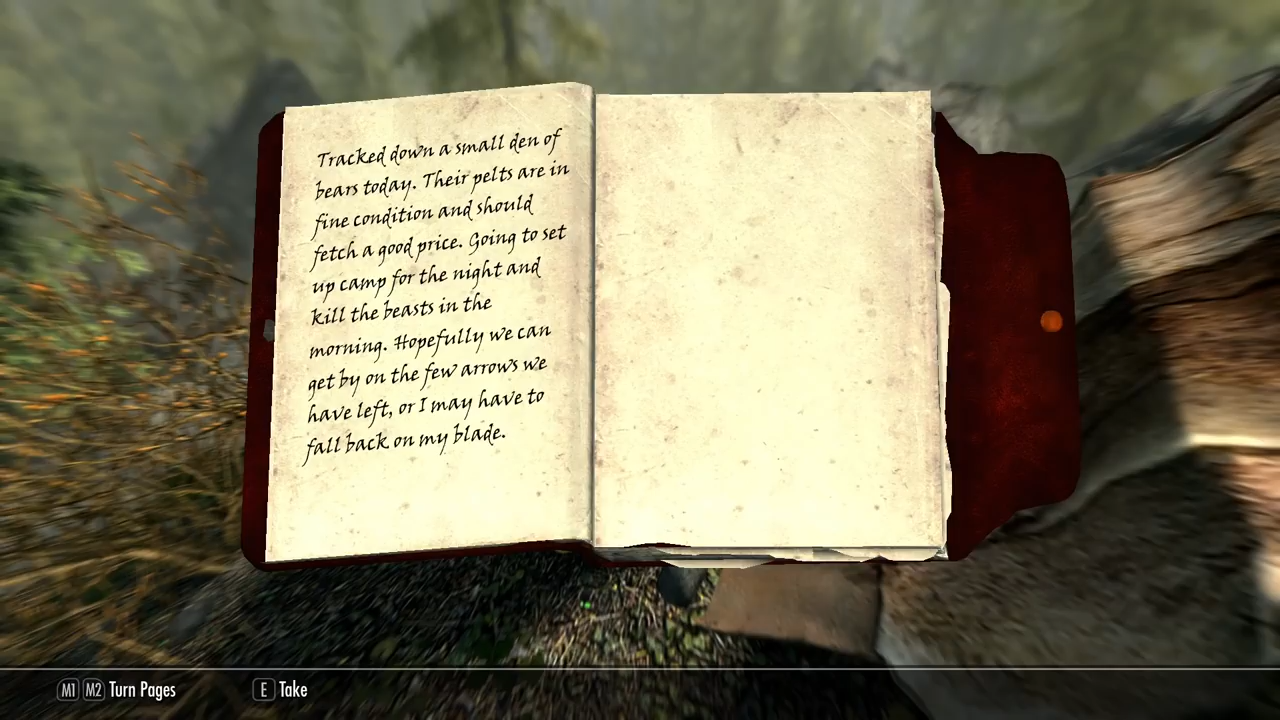 Tracked down a small den of
bears today. Their pelts are in
fine condition and should
fetch a good price. Going to set
up camp for the night and
kill the beasts in the
morning. Hopefully we can
get by on the few arrows we
have left, or I may have to
fall back on my blade.
M1 M2 Turn Pages
E Take